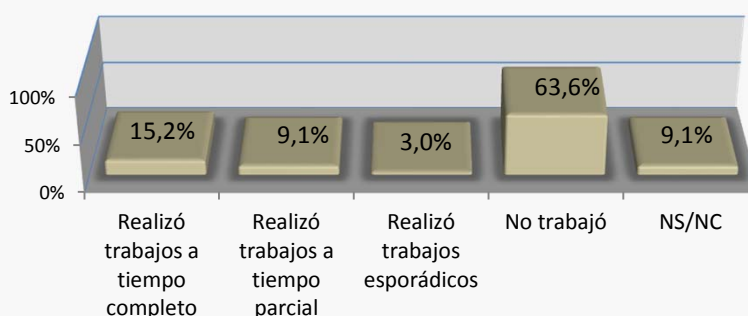 100%
50%
0%
15,2%
9,1%
3,0%
63,6%
9,1%
Realizó
trabajos a
tiempo
completo
Realizó
trabajos a
tiempo
parcial
Realizó
trabajos
esporádicos
No trabajó
NS/NC